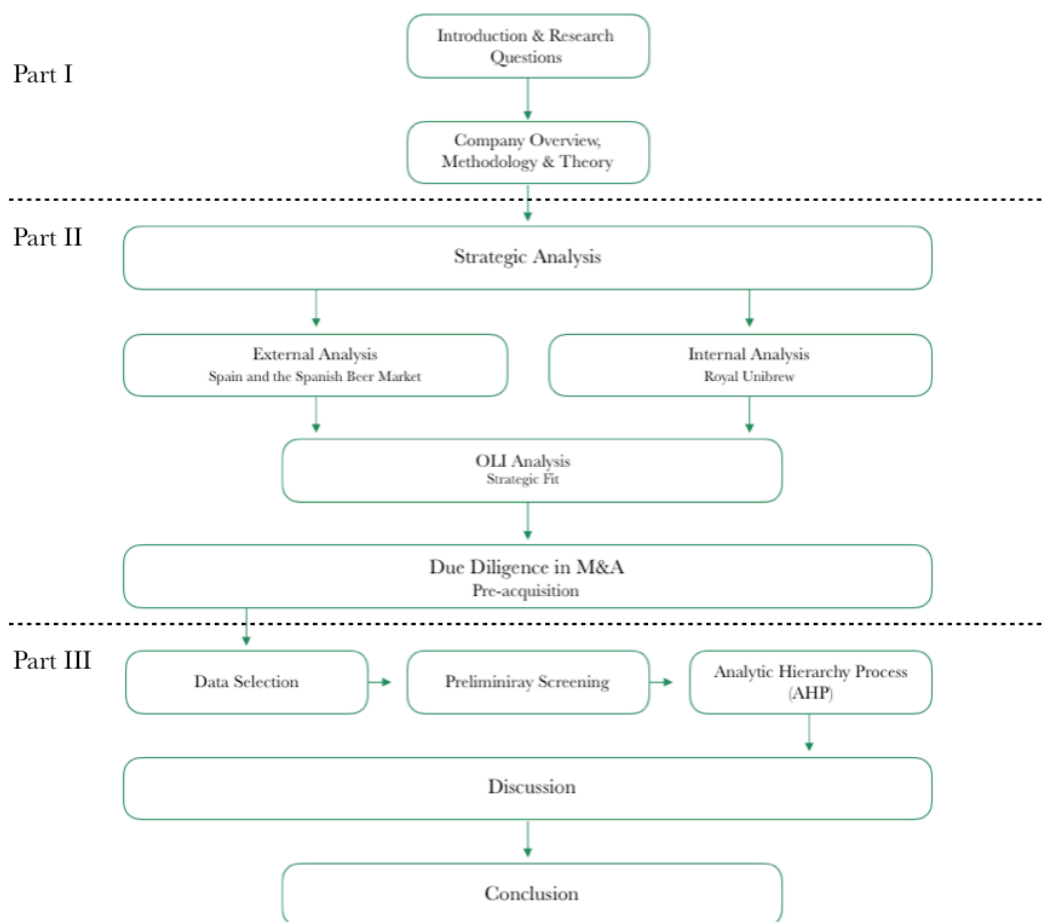 Part I
Introduction & Research
Questions
Company Overview,
Methodology & Theory
Part II
Strategic Analysis
External Analysis
Spain and the Spanish Beer Market
Internal Analysis
Royal Unibrew
OLI Analysis
Strategic Fit
Due Diligence in M&A
Pre-acquisition
Part III
Data Selection
Preliminiray Screening
Analytic Hierarchy Process
(AHP)
Discussion
Conclusion